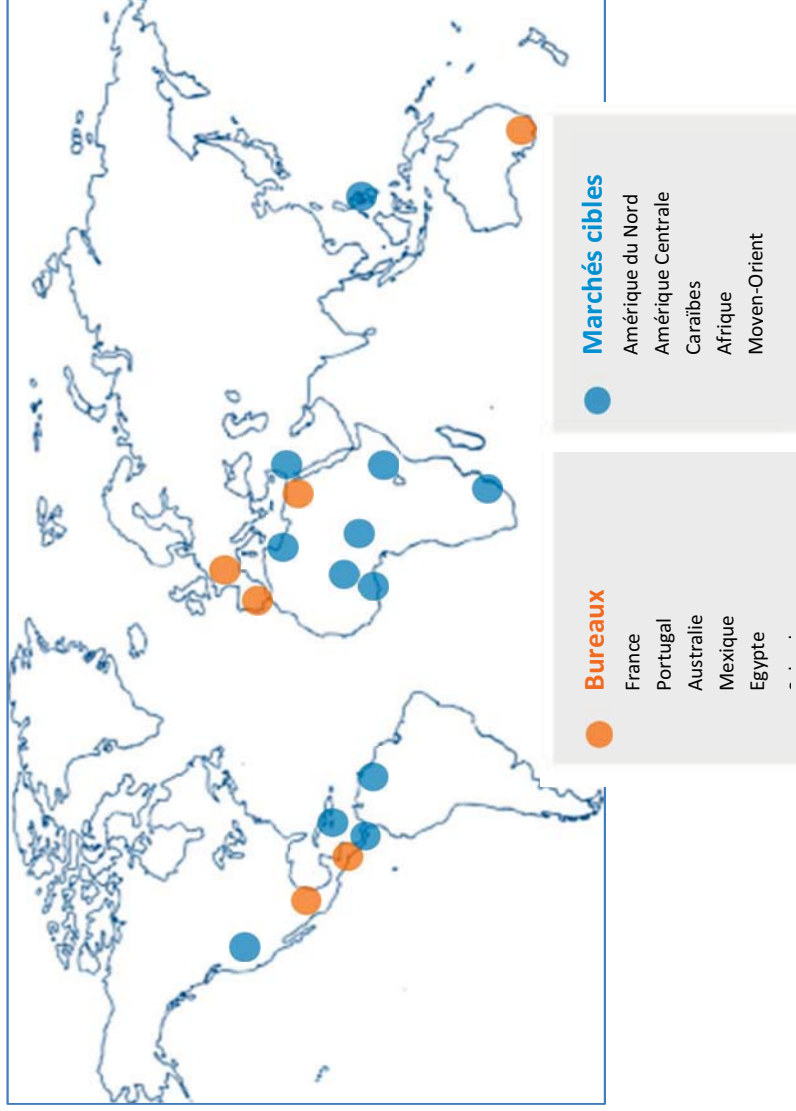 Bureaux
France
Portugal
Australie
Mexique
Egypte
Marchés cibles
Amérique du Nord
Amérique Centrale
Caraïbes
Afrique
Moyen-Orient